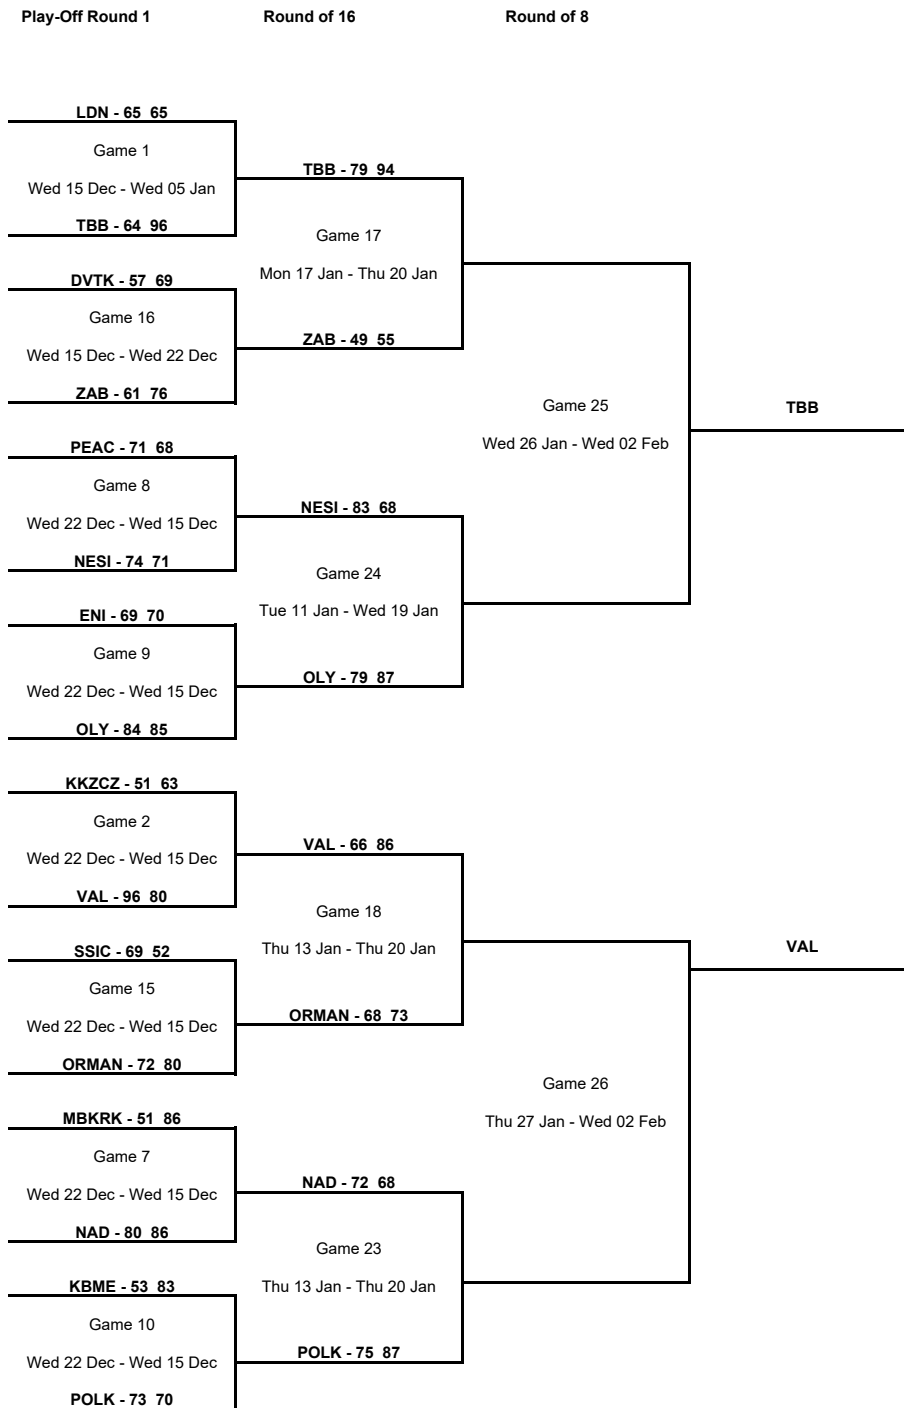 Play-Off Round 1
Round of 16
Round of 8
LDN - 65 65
Game 1
Wed 15 Dec - Wed 05 Jan
TBB - 64 96
DVTK - 57 69
Game 16
Wed 15 Dec - Wed 22 Dec
ZAB - 61 76
PEAC - 71 68
Game 8
Wed 22 Dec - Wed 15 Dec
NESI - 74 71
ENI - 69 70
Game 9
Wed 22 Dec - Wed 15 Dec
OLY - 84 85
KKZCZ - 51 63
Game 2
Wed 22 Dec - Wed 15 Dec
VAL - 96 80
SSIC - 69 52
Game 15
Wed 22 Dec - Wed 15 Dec
ORMAN - 72 80
MBKRK - 51 86
Game 7
Wed 22 Dec - Wed 15 Dec
NAD - 80 86
KBME - 53 83
Game 10
Wed 22 Dec - Wed 15 Dec
POLK - 73 70
TBB - 79 94
Game 17
Mon 17 Jan - Thu 20 Jan
ZAB - 49 55
NESI - 83 68
Game 24
Tue 11 Jan - Wed 19 Jan
OLY - 79 87
VAL - 66 86
Game 18
Thu 13 Jan - Thu 20 Jan
ORMAN - 68 73
NAD - 72 68
Game 23
Thu 13 Jan - Thu 20 Jan
POLK - 75 87
Game 25
Wed 26 Jan - Wed 02 Feb
Game 26
Thu 27 Jan - Wed 02 Feb
TBB
VAL